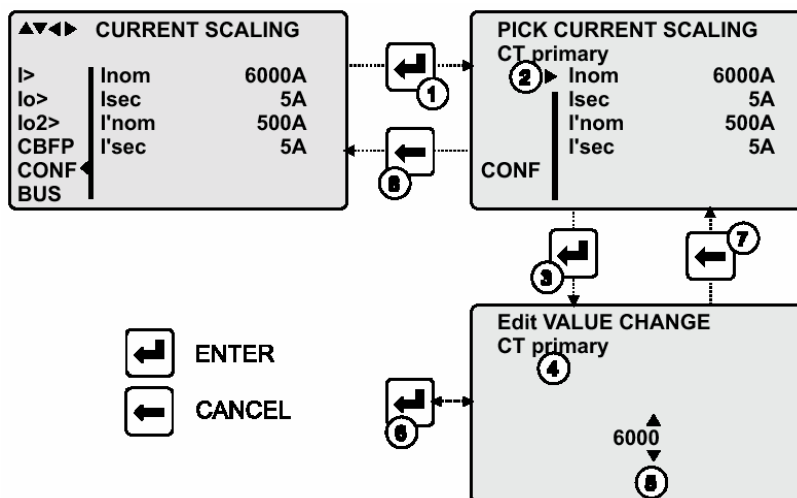 ▲▼◀▶ CURRENT SCALING
I>
Io>
Io2>
CBFP
CONF
BUS
Inom 6000A
Isec 5A
I'nom 500A
I'sec 5A
1
8
PICK CURRENT SCALING
CT primary
2
Inom 6000A
Isec 5A
I'nom 500A
I'sec 5A
CONF
3
7
Edit VALUE CHANGE
CT primary
4
6000
5
6
ENTER
CANCEL